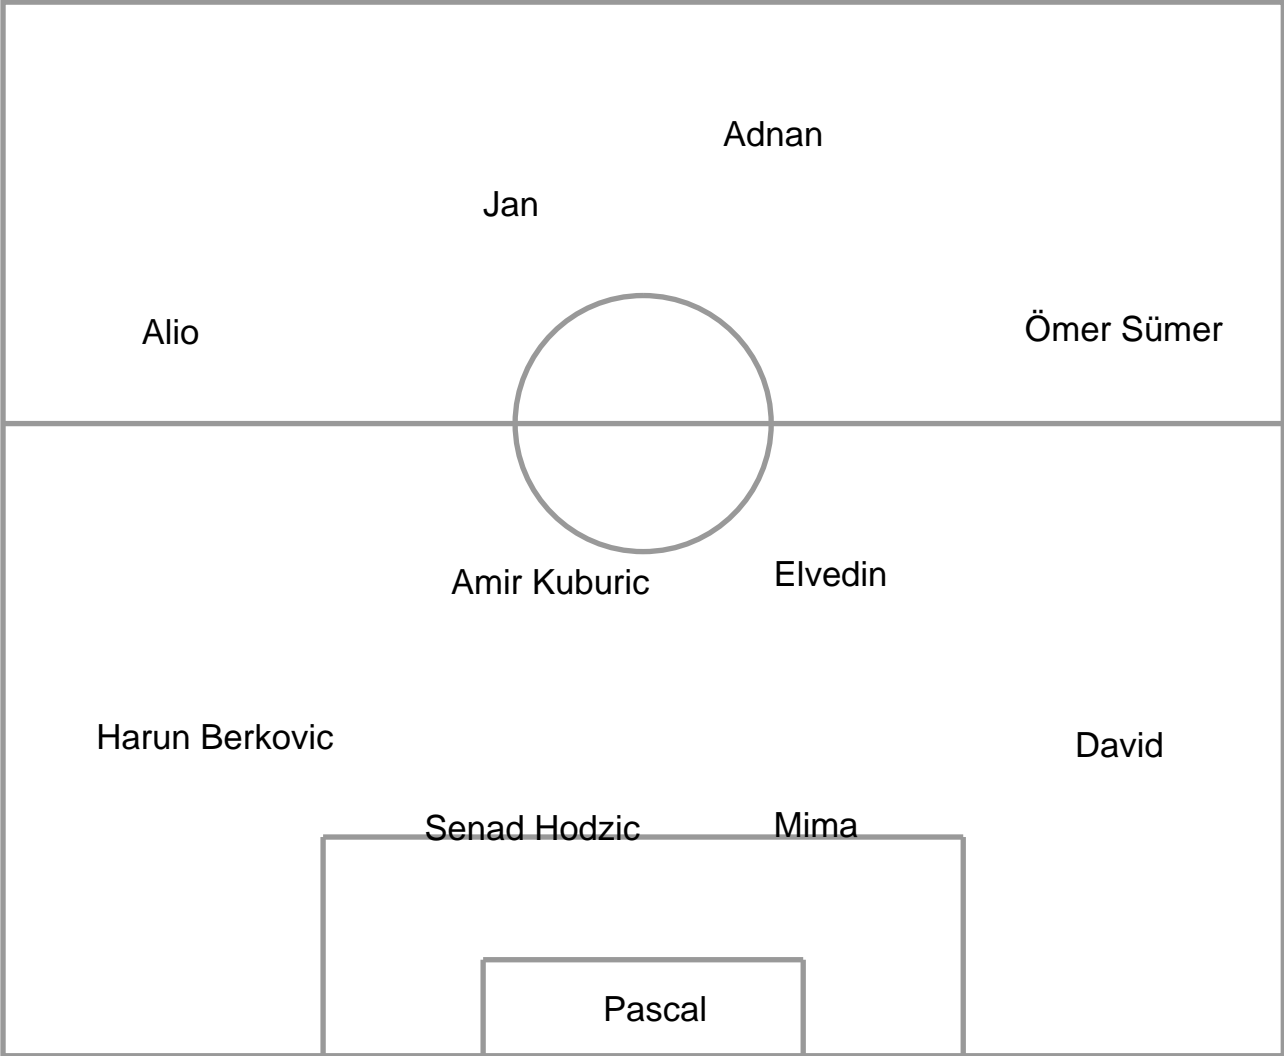 Adnan
Jan
Alio
Ömer Sümer
Amir Kuburic
Elvedin
Harun Berkovic
David
Senad Hodzic
Mima
Pascal